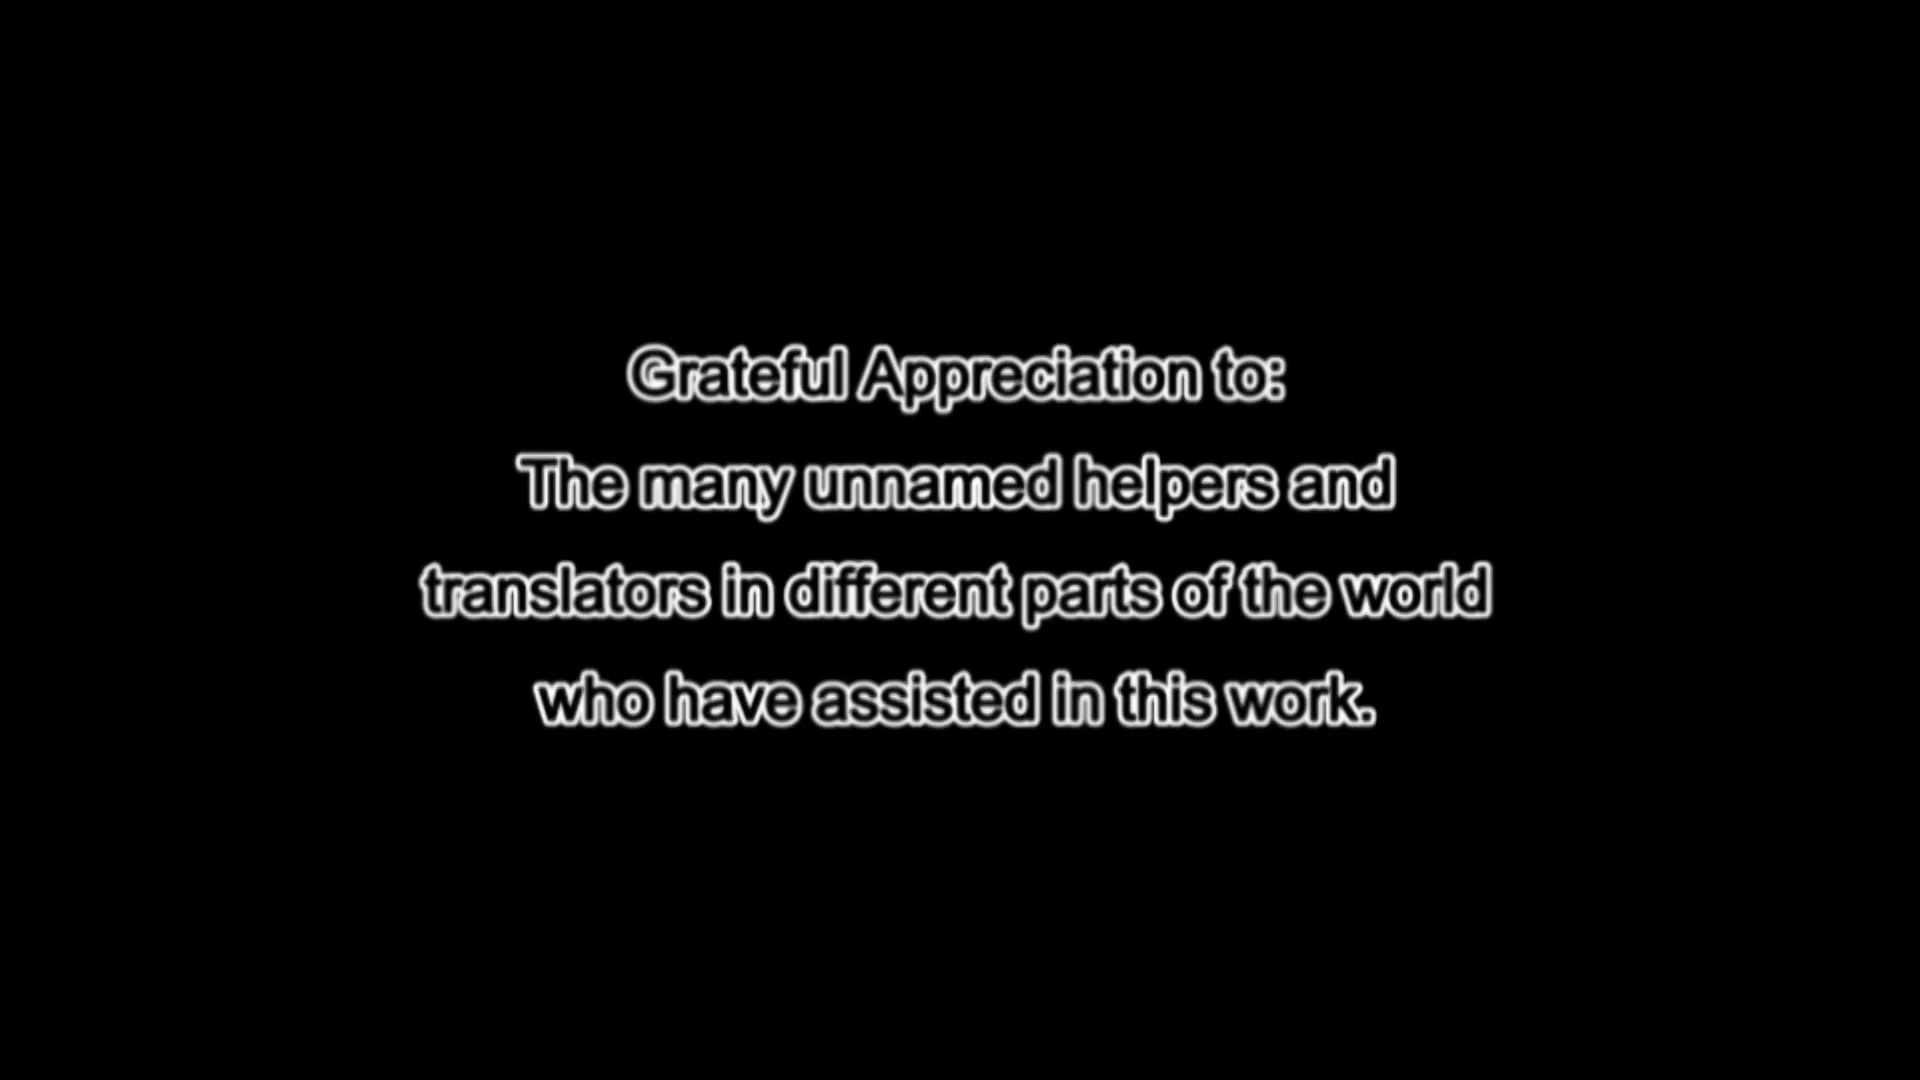 Grateful Appreciation to:
The many unnamed helpers and
translators in different parts of the world
who have assisted in this work.